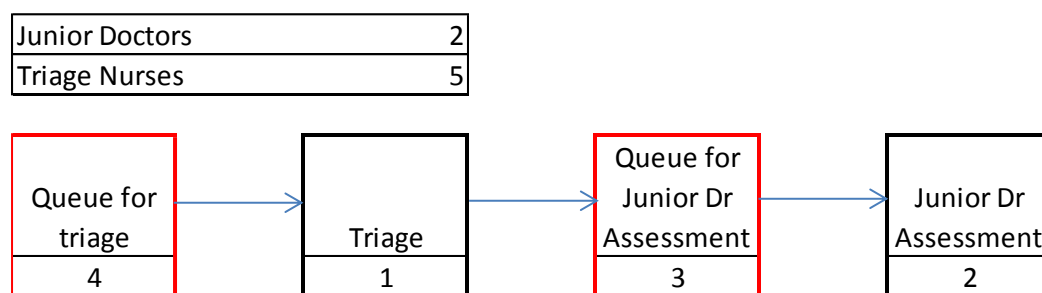 Junior Doctors 2
Triage Nurses 5
Queue for
triage
4
Triage
1
Queue for
Junior Dr
Assessment
3
Junior Dr
Assessment
2